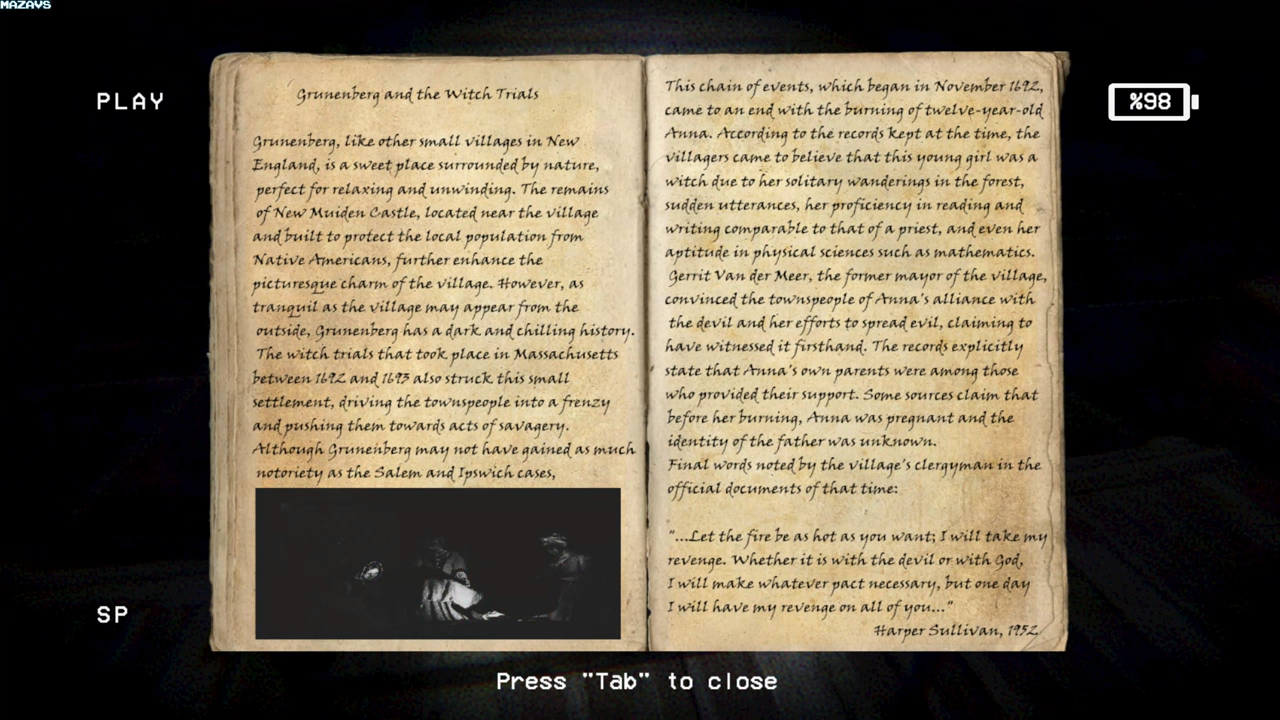 MAZAVS
PLAY
%98
Grunenberg and the Witch Trials
Grunenberg, like other small villages in New
England, is a sweet place surrounded by nature,
perfect for relaxing and unwinding. The remains
of New Muiden Castle, located near the village
and built to protect the local population from
Native Americans, further enhance the
picturesque charm of the village. However, as
tranquil as the village may appear from the
outside, Grunenberg has a dark and chilling history.
The witch trials that took place in Massachusetts
between 1692 and 1693 also struck this small
settlement, driving the townspeople into a frenzy
and pushing them towards acts of savagery.
Although Grunenberg may not have gained as much
notoriety as the Salem and Ipswich cases,
This chain of events, which began in November 1692,
came to an end with the burning of twelve-year-old
Anna. According to the records kept at the time, the
villagers came to believe that this young girl was a
witch due to her solitary wanderings in the forest,
sudden utterances, her proficiency in reading and
writing comparable to that of a priest, and even her
aptitude in physical sciences such as mathematics.
Gerrit Van der Meer, the former mayor of the village,
convinced the townspeople of Anna's alliance with
the devil and her efforts to spread evil, claiming to
have witnessed it firsthand. The records explicitly
state that Anna's own parents were among those
who provided their support. Some sources claim that
before her burning, Anna was pregnant and the
identity of the father was unknown.
Final words noted by the village's clergyman in the
official documents of that time:
"...Let the fire be as hot as you want; I will take my
revenge. Whether it is with the devil or with God,
I will make whatever pact necessary, but one day
I will have my revenge on all of you..."
Harper Sullivan, 1952
SP
Press "Tab" to close